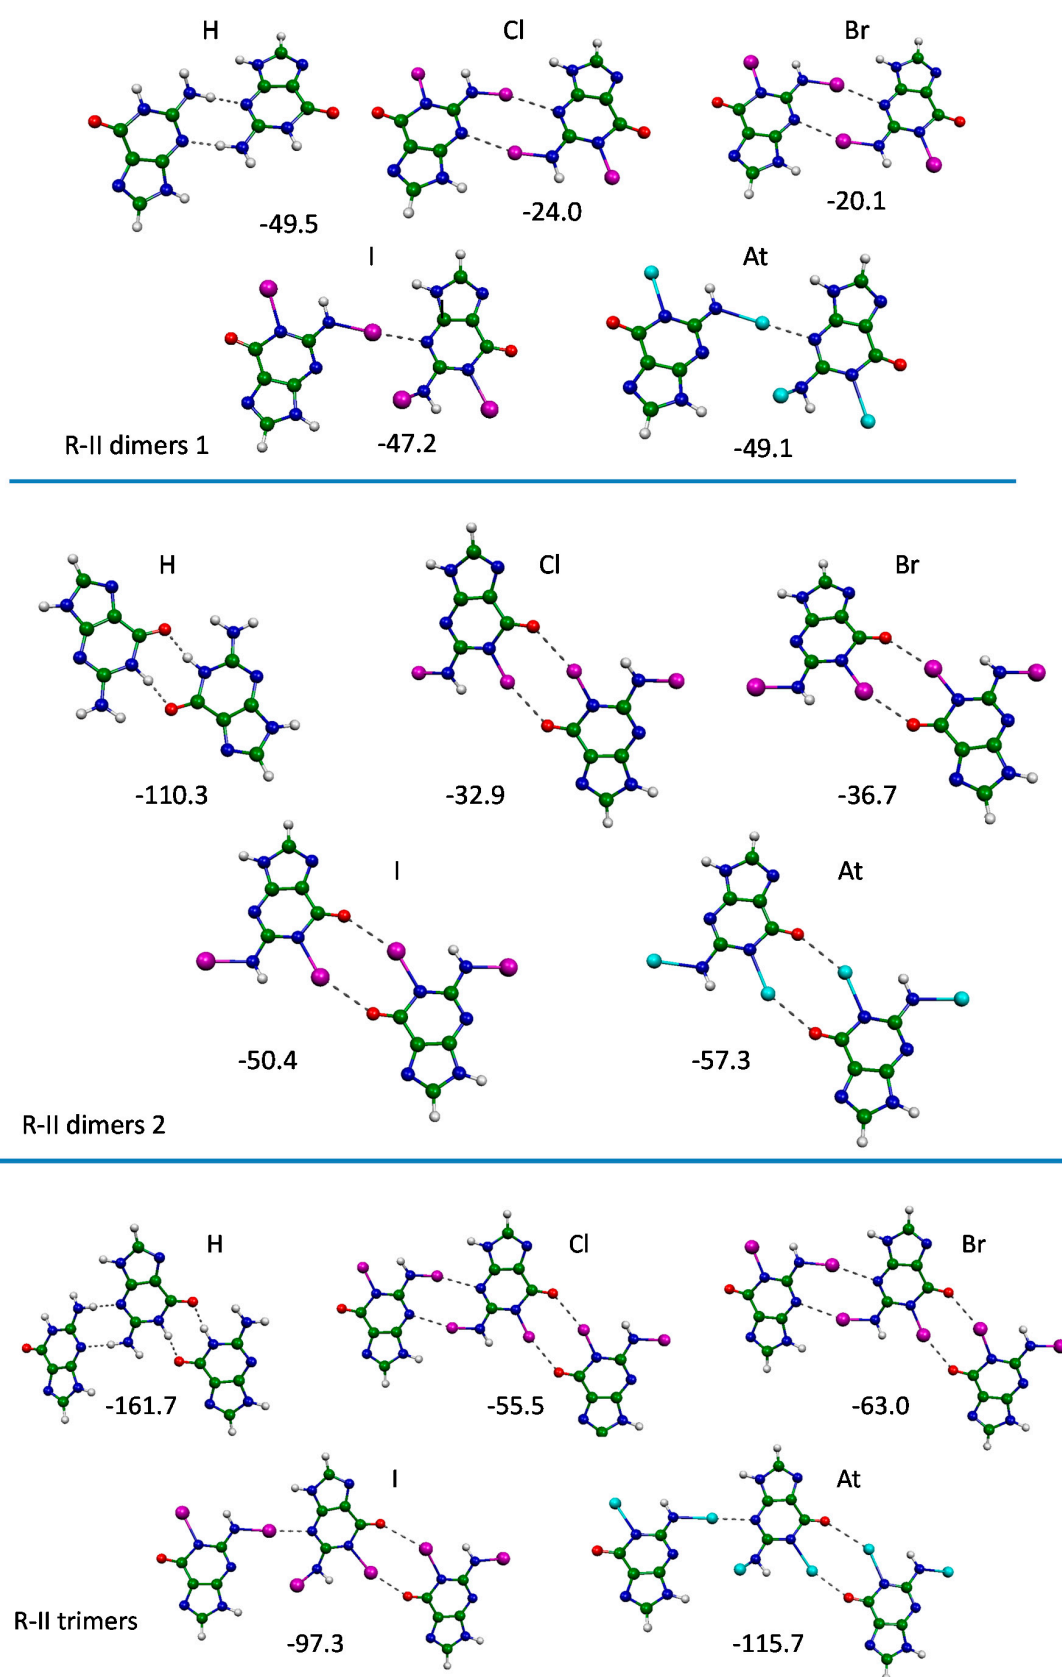 H Cl Br
-49.5 -24.0 -20.1
I At
R-II dimers 1 -47.2 -49.1
H Cl Br
-110.3 -32.9 -36.7
I At
-50.4 -57.3
R-II dimers 2
H Cl Br
-161.7 -55.5 -63.0
I At
R-II trimers -97.3 -115.7